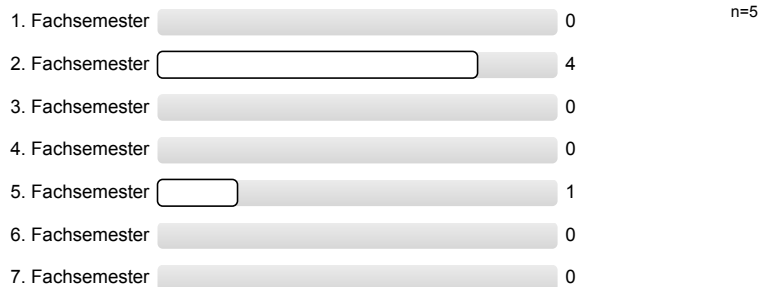 1. Fachsemester 0 n=5
2. Fachsemester 4
3. Fachsemester 0
4. Fachsemester 0
5. Fachsemester 1
6. Fachsemester 0
7. Fachsemester 0